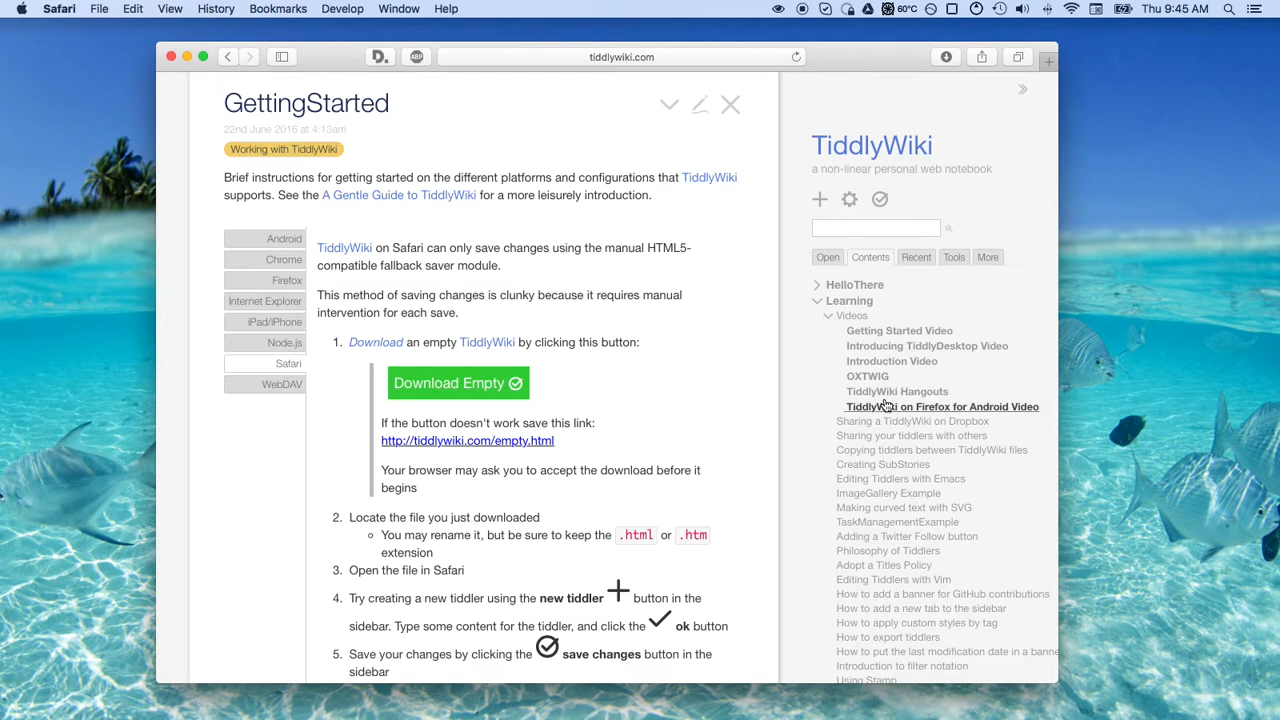 Safari File Edit View History Bookmarks Develop Window Help
60°C Thu 9:45 AM
D. ABP tiddlywiki.com
GettingStarted
22nd June 2016 at 4:13am
Working with TiddlyWiki
Brief instructions for getting started on the different platforms and configurations that TiddlyWiki
supports. See the A Gentle Guide to TiddlyWiki for a more leisurely introduction.
Android
Chrome
Firefox
Internet Explorer
iPad/iPhone
Node.js
Safari
WebDAV
TiddlyWiki on Safari can only save changes using the manual HTML5-
compatible fallback saver module.
This method of saving changes is clunky because it requires manual
intervention for each save.
1. Download an empty TiddlyWiki by clicking this button:
Download Empty
If the button doesn't work save this link:
http://tiddlywiki.com/empty.html
Your browser may ask you to accept the download before it
begins
2. Locate the file you just downloaded
You may rename it, but be sure to keep the .html or .htm
extension
3. Open the file in Safari
4. Try creating a new tiddler using the new tiddler button in the
sidebar. Type some content for the tiddler, and click the ok button
5. Save your changes by clicking the save changes button in the
sidebar
TiddlyWiki
a non-linear personal web notebook
Open Contents Recent Tools More
HelloThere
Learning
Videos
Getting Started Video
Introducing TiddlyDesktop Video
Introduction Video
OXTWIG
TiddlyWiki Hangouts
TiddlyWiki on Firefox for Android Video
Sharing a TiddlyWiki on Dropbox
Sharing your tiddlers with others
Copying tiddlers between TiddlyWiki files
Creating SubStories
Editing Tiddlers with Emacs
ImageGallery Example
Making curved text with SVG
TaskManagementExample
Adding a Twitter Follow button
Philosophy of Tiddlers
Adopt a Titles Policy
Editing Tiddlers with Vim
How to add a banner for GitHub contributions
How to add a new tab to the sidebar
How to apply custom styles by tag
How to export tiddlers
How to put the last modification date in a banne
Introduction to filter notation
Using Stamp